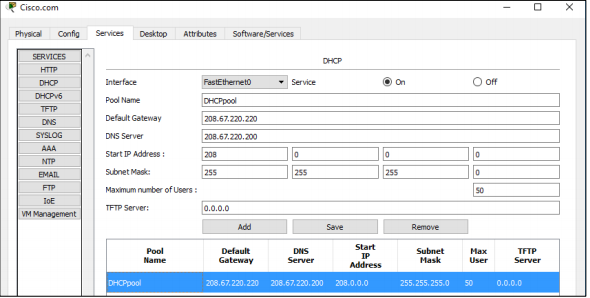 Cisco.com
Physical Config Services Desktop Attributes Software/Services
SERVICES
HTTP
DHCP
DHCPv6
TFTP
DNS
SYSLOG
AAA
NTP
EMAIL
FTP
IoE
VM Management
DHCP
Interface FastEthernet0 Service On Off
Pool Name DHCPpool
Default Gateway 208.67.220.220
DNS Server 208.67.220.200
Start IP Address : 208 0 0 0
Subnet Mask: 255 255 255 0
Maximum number of Users : 50
TFTP Server: 0.0.0.0
Add Save Remove
Pool Name Default Gateway DNS Server Start IP Address Subnet Mask Max User TFTP Server
DHCPpool 208.67.220.220 208.67.220.200 208.0.0.0 255.255.255.0 50 0.0.0.0